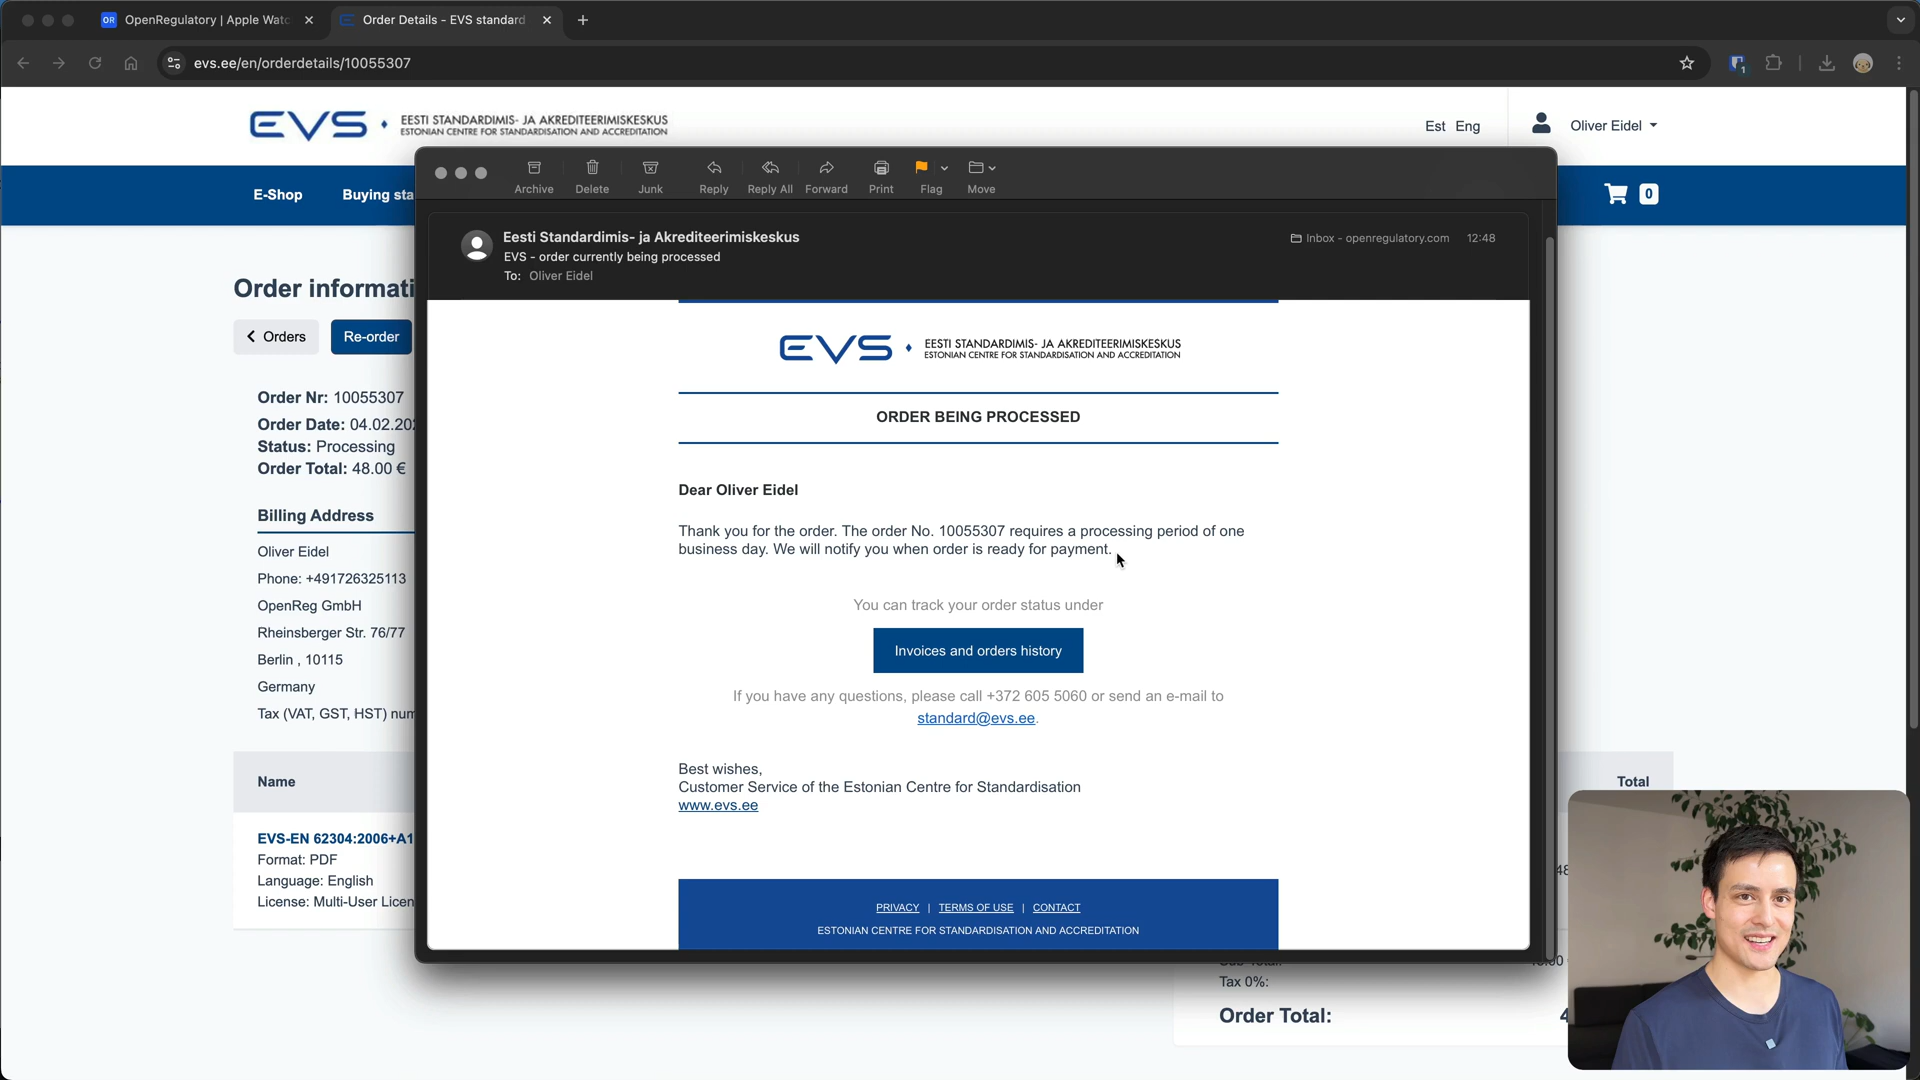 OpenRegulatory | Apple Watc
Order Details - EVS standard
evs.ee/en/orderdetails/10055307
EVS
EESTI STANDARDIMIS- JA AKREDITEERIMISKESKUS
ESTONIAN CENTRE FOR STANDARDISATION AND ACCREDITATION
Est Eng
Oliver Eidel
E-Shop
Buying sta
0
Archive
Delete
Junk
Reply
Reply All
Forward
Print
Flag
Move
Eesti Standardimis- ja Akrediteerimiskeskus
EVS - order currently being processed
To: Oliver Eidel
Inbox - openregulatory.com 12:48
Order informati
Orders
Re-order
Order Nr: 10055307
Order Date: 04.02.202
Status: Processing
Order Total: 48.00 €
Billing Address
Oliver Eidel
Phone: +491726325113
OpenReg GmbH
Rheinsberger Str. 76/77
Berlin , 10115
Germany
Tax (VAT, GST, HST) num
Name
Total
EVS-EN 62304:2006+A1
Format: PDF
Language: English
License: Multi-User Licen
EVS
EESTI STANDARDIMIS- JA AKREDITEERIMISKESKUS
ESTONIAN CENTRE FOR STANDARDISATION AND ACCREDITATION
ORDER BEING PROCESSED
Dear Oliver Eidel
Thank you for the order. The order No. 10055307 requires a processing period of one
business day. We will notify you when order is ready for payment.
You can track your order status under
Invoices and orders history
If you have any questions, please call +372 605 5060 or send an e-mail to
standard@evs.ee.
Best wishes,
Customer Service of the Estonian Centre for Standardisation
www.evs.ee
PRIVACY | TERMS OF USE | CONTACT
ESTONIAN CENTRE FOR STANDARDISATION AND ACCREDITATION
Tax 0%:
Order Total: